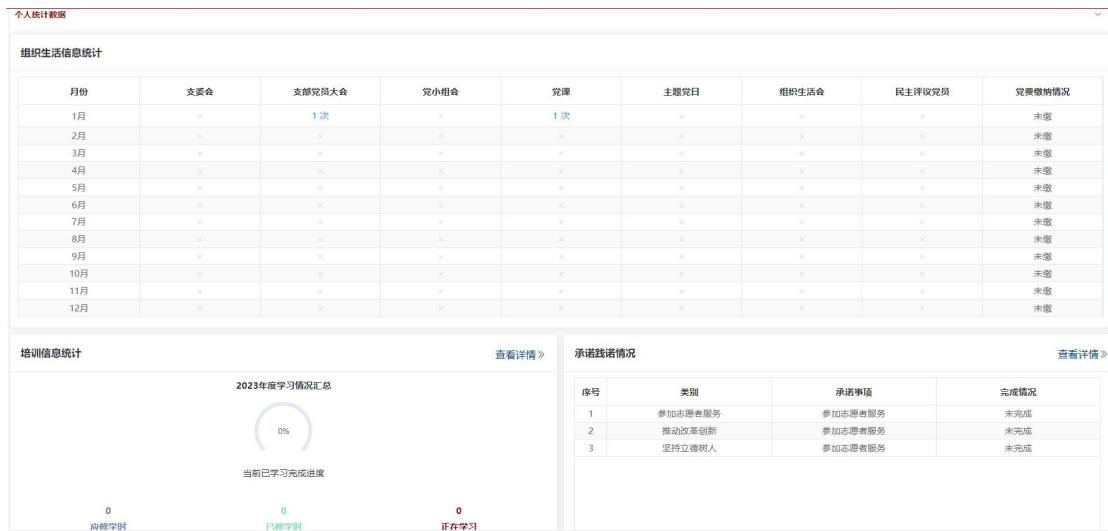 个人统计数据
组织生活信息统计
月份 支委会 支部党员大会 党小组会 党课 主题党日 组织生活会 民主评议党员 党费缴纳情况
1月 × 1 次 × 1 次 × × × 未缴
2月 × × × × × × × 未缴
3月 × × × × × × × 未缴
4月 × × × × × × × 未缴
5月 × × × × × × × 未缴
6月 × × × × × × × 未缴
7月 × × × × × × × 未缴
8月 × × × × × × × 未缴
9月 × × × × × × × 未缴
10月 × × × × × × × 未缴
11月 × × × × × × × 未缴
12月 × × × × × × × 未缴
培训信息统计 查看详情»
2023年度学习情况汇总
0%
当前已学习完成进度
0 0 0
应修学时 已修学时 正在学习
承诺践诺情况 查看详情»
序号 类别 承诺事项 完成情况
1 参加志愿者服务 参加志愿者服务 未完成
2 推动改革创新 参加志愿者服务 未完成
3 坚持立德树人 参加志愿者服务 未完成